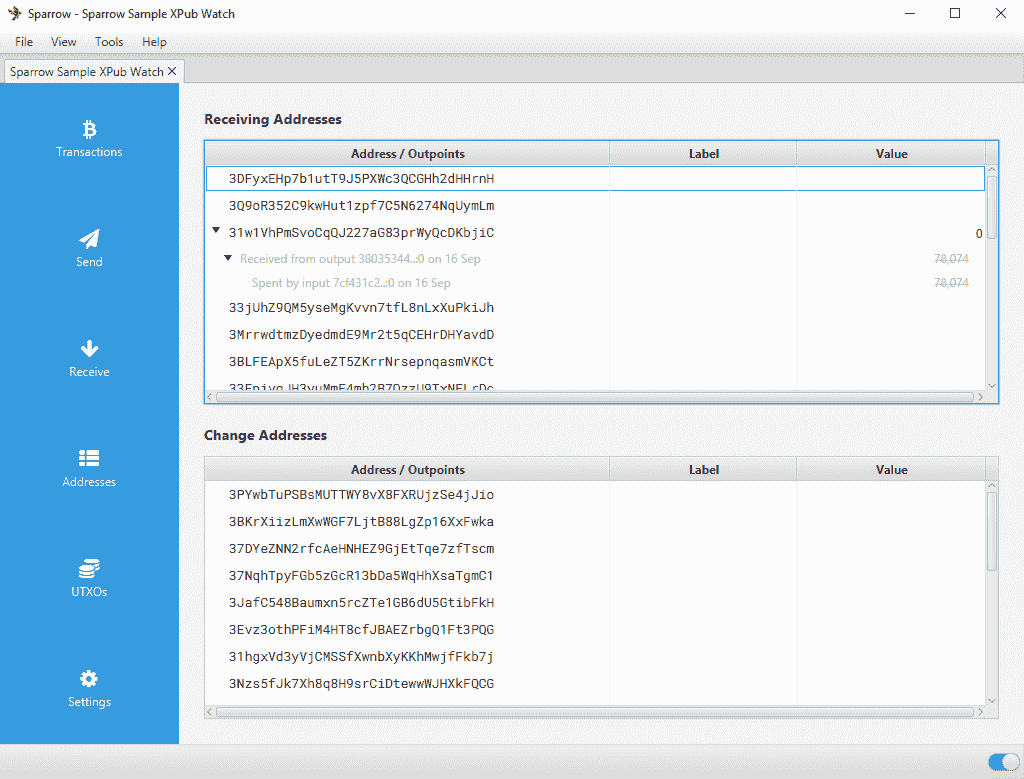 Sparrow - Sparrow Sample XPub Watch
File View Tools Help
Sparrow Sample XPub Watch
Transactions
Send
Receive
Addresses
UTXOs
Settings
Receiving Addresses
Address / Outpoints Label Value
3DFyxEHp7b1utT9J5PXWc3QCGHh2dHHrnH
3Q9oR352C9kwHut1zpf7C5N6274NqUymLm
31w1VhPmSvoCqQJ227aG83prWyQcDKbjiC 0
Received from output 38035344..:0 on 16 Sep 78,074
Spent by input 7cf431c2..:0 on 16 Sep 78,074
33jUhZ9QM5yseMgKvvn7tfL8nLxXuPkiJh
3MrrwdtmzDyedmdE9Mr2t5qCEHrDHYavdD
3BLFEApX5fuLeZT5ZKrrNrsepnqasmVKCt
Change Addresses
Address / Outpoints Label Value
3PYwbTuPSBsMUTTWY8vX8FXRUjzSe4jJio
3BKrXiizLmXwWGF7LjtB88LgZp16XxFwka
37DYeZNN2rfcAeHNHEZ9GjEtTqe7zfTscm
37NqhTpyFGb5zGcR13bDa5WqHhXsaTgmC1
3JafC548Baumxn5rcZTe1GB6dU5GtibFkH
3Evz3othPFiM4HT8cfJBAEZrbgQ1Ft3PQG
31hgxVd3yVjCMSSfXwnbXyKKhMwjfFkb7j
3Nzs5fJk7Xh8q8H9srCiDtewwWJHXkFQCG